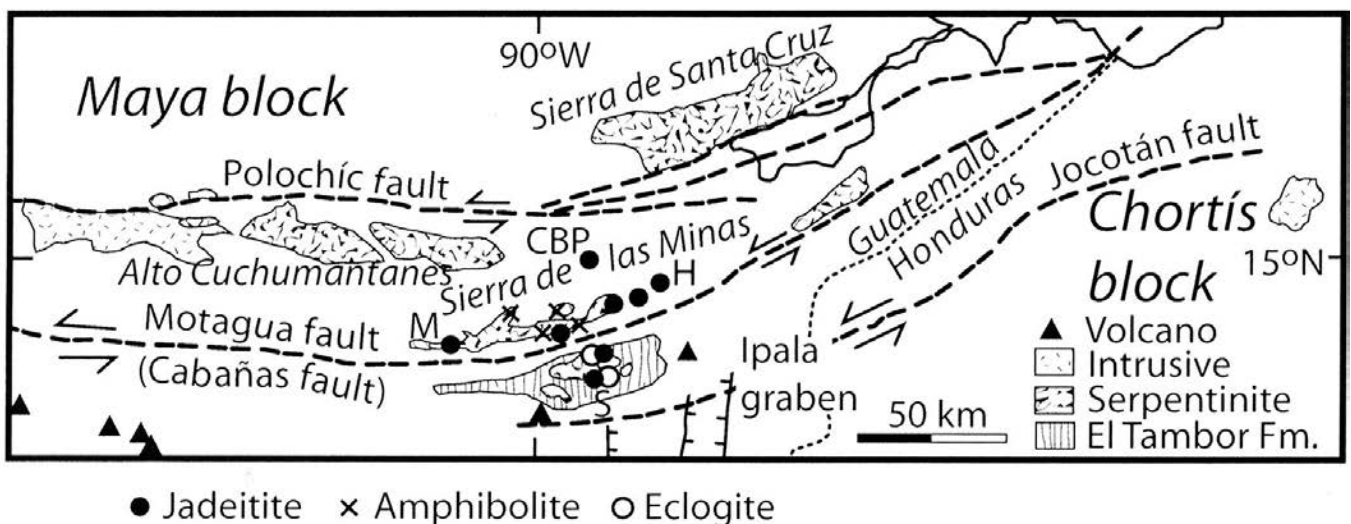 90ºW
Maya block
Sierra de Santa Cruz
Polochíc fault
Guatemala
Honduras
Jocotán fault
Chortís
block
15ºN
CBP
Alto Cuchumantanes
Sierra de las Minas
H
M
Motagua fault
(Cabañas fault)
S
Ipala
graben
50 km
Volcano
Intrusive
Serpentinite
El Tambor Fm.
Jadeitite
Amphibolite
Eclogite